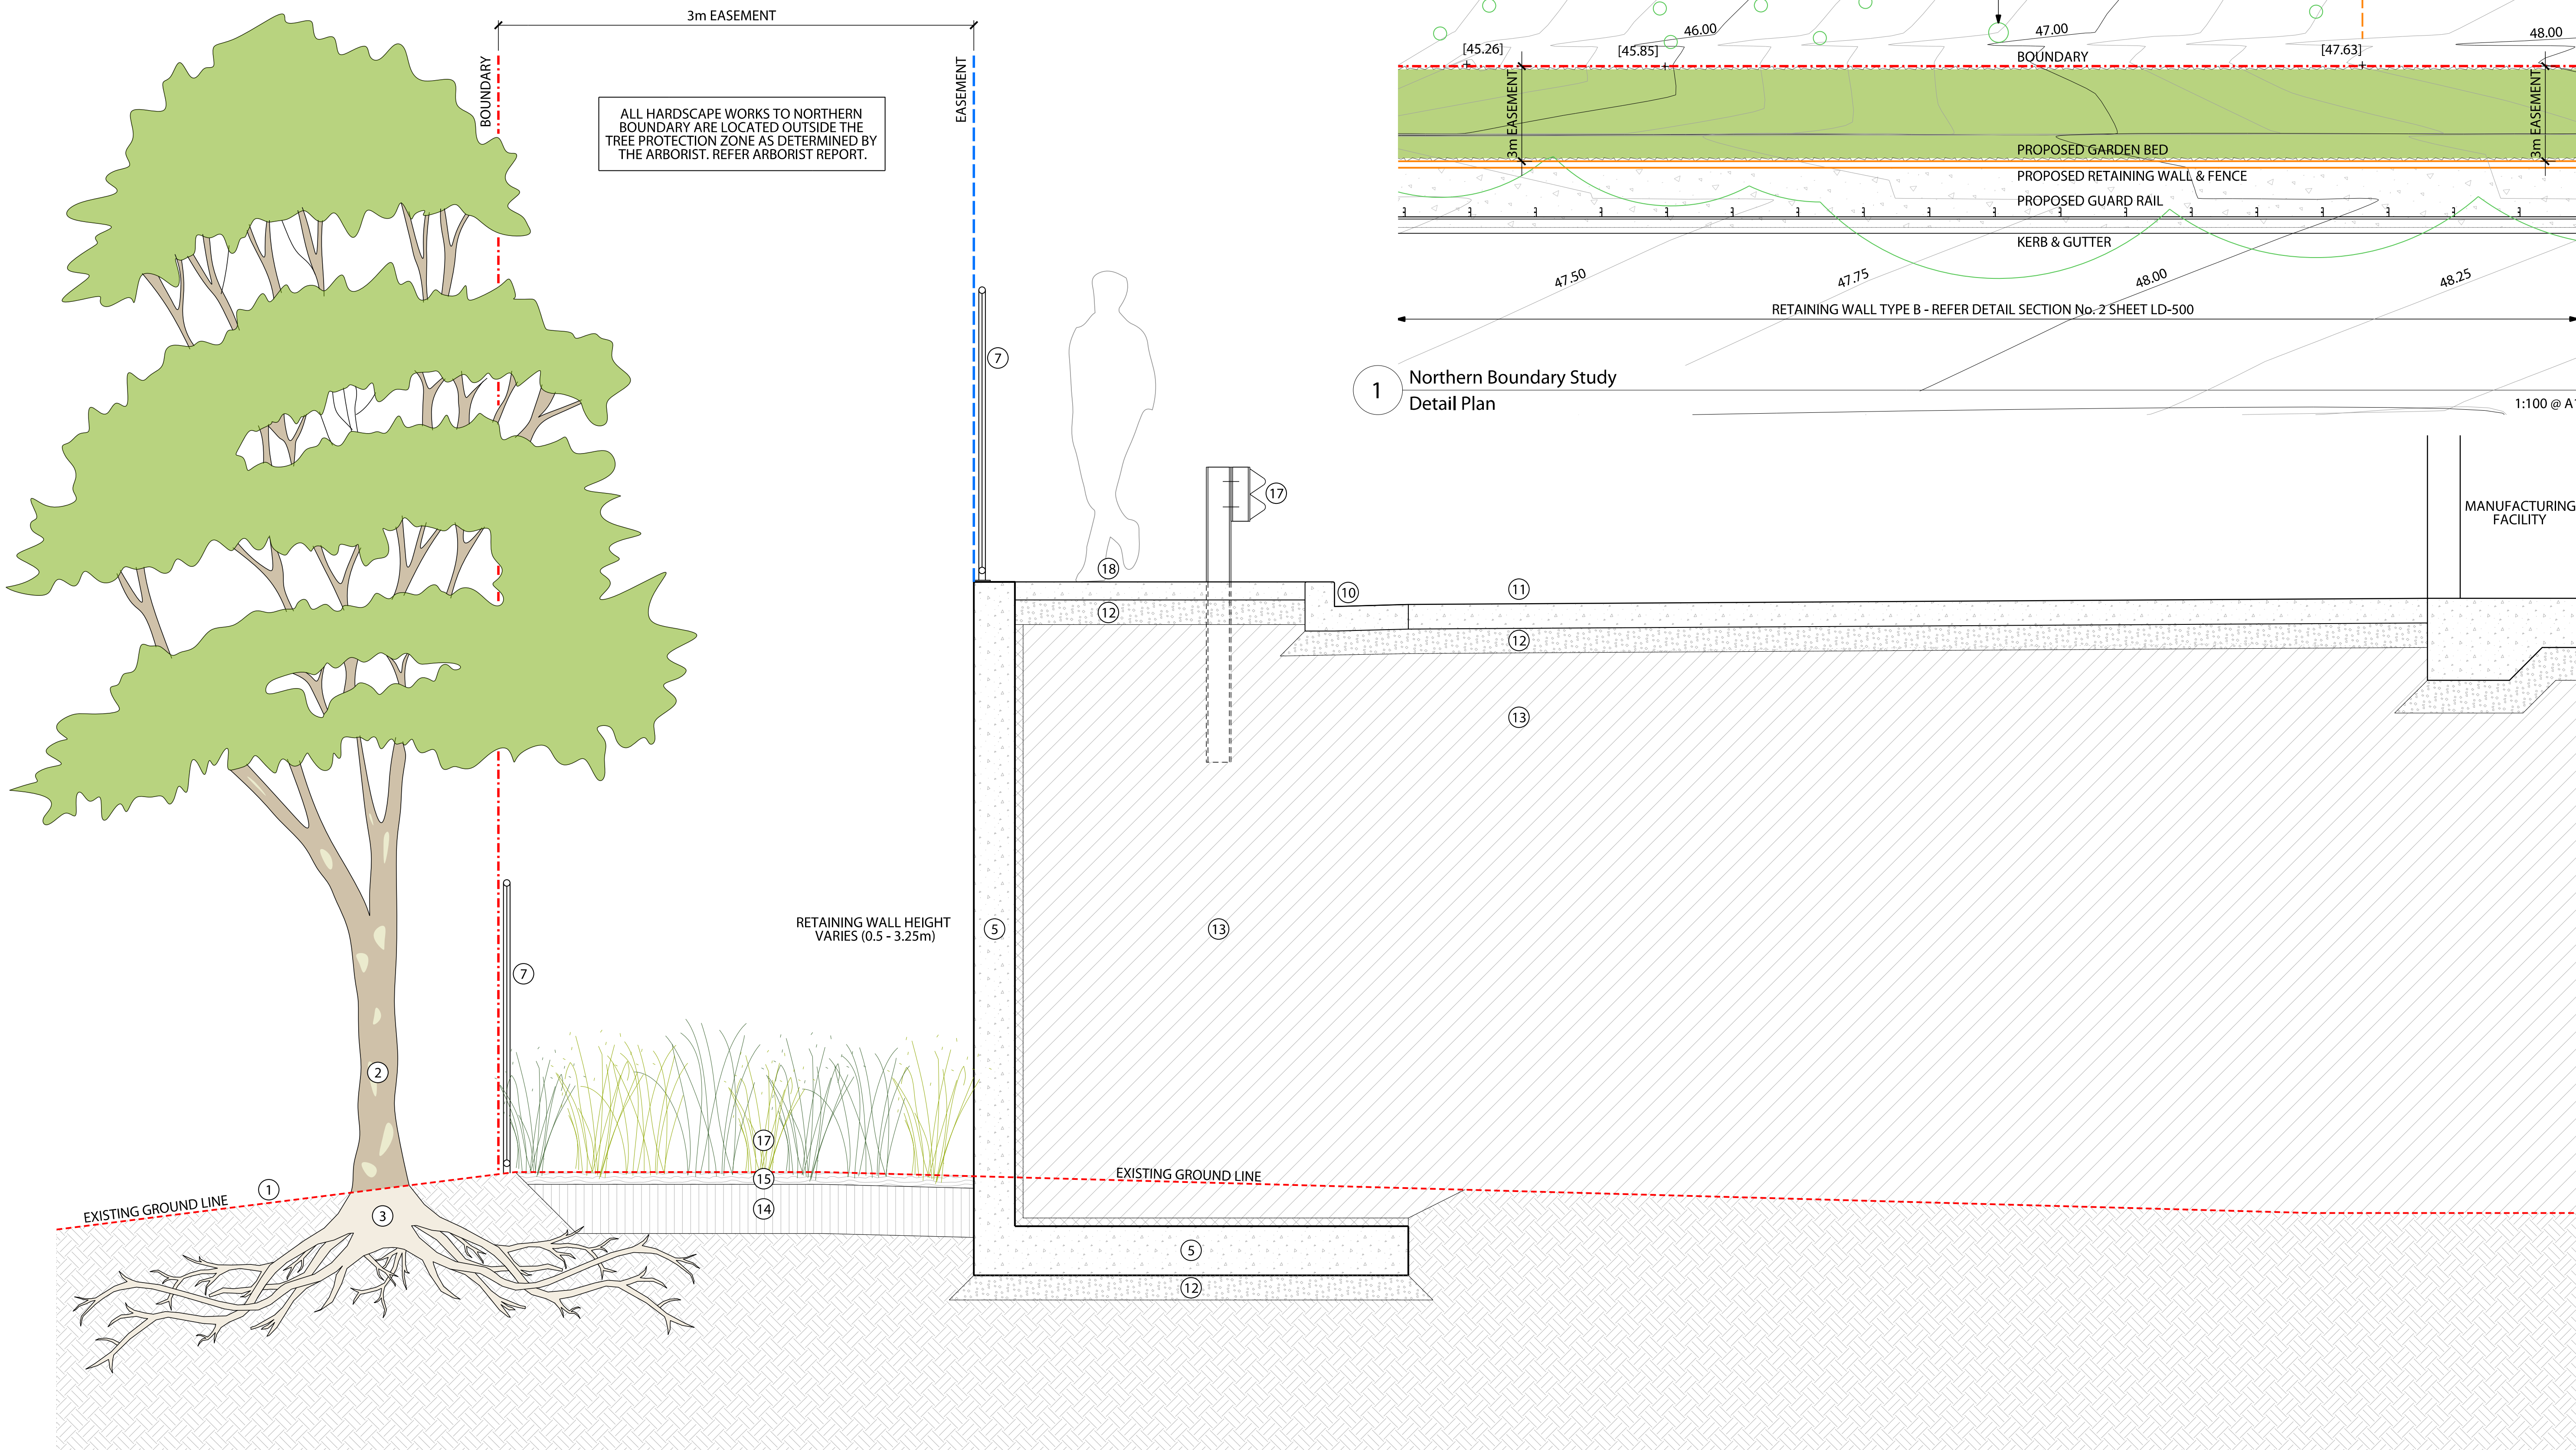 3m EASEMENT
BOUNDARY
EASEMENT
ALL HARDSCAPE WORKS TO NORTHERN
BOUNDARY ARE LOCATED OUTSIDE THE
TREE PROTECTION ZONE AS DETERMINED BY
THE ARBORIST. REFER ARBORIST REPORT.
46.00
47.00
48.00
[45.26]
[45.85]
[47.63]
BOUNDARY
3m EASEMENT
3m EASEMENT
PROPOSED GARDEN BED
PROPOSED RETAINING WALL & FENCE
PROPOSED GUARD RAIL
KERB & GUTTER
47.50
47.75
48.00
48.25
RETAINING WALL TYPE B - REFER DETAIL SECTION No. 2 SHEET LD-500
1
Northern Boundary Study
Detail Plan
1:100 @ A1
7
17
MANUFACTURING
FACILITY
18
10
11
12
12
13
RETAINING WALL HEIGHT
VARIES (0.5 - 3.25m)
5
13
7
2
17
15
14
EXISTING GROUND LINE
1
EXISTING GROUND LINE
3
5
12